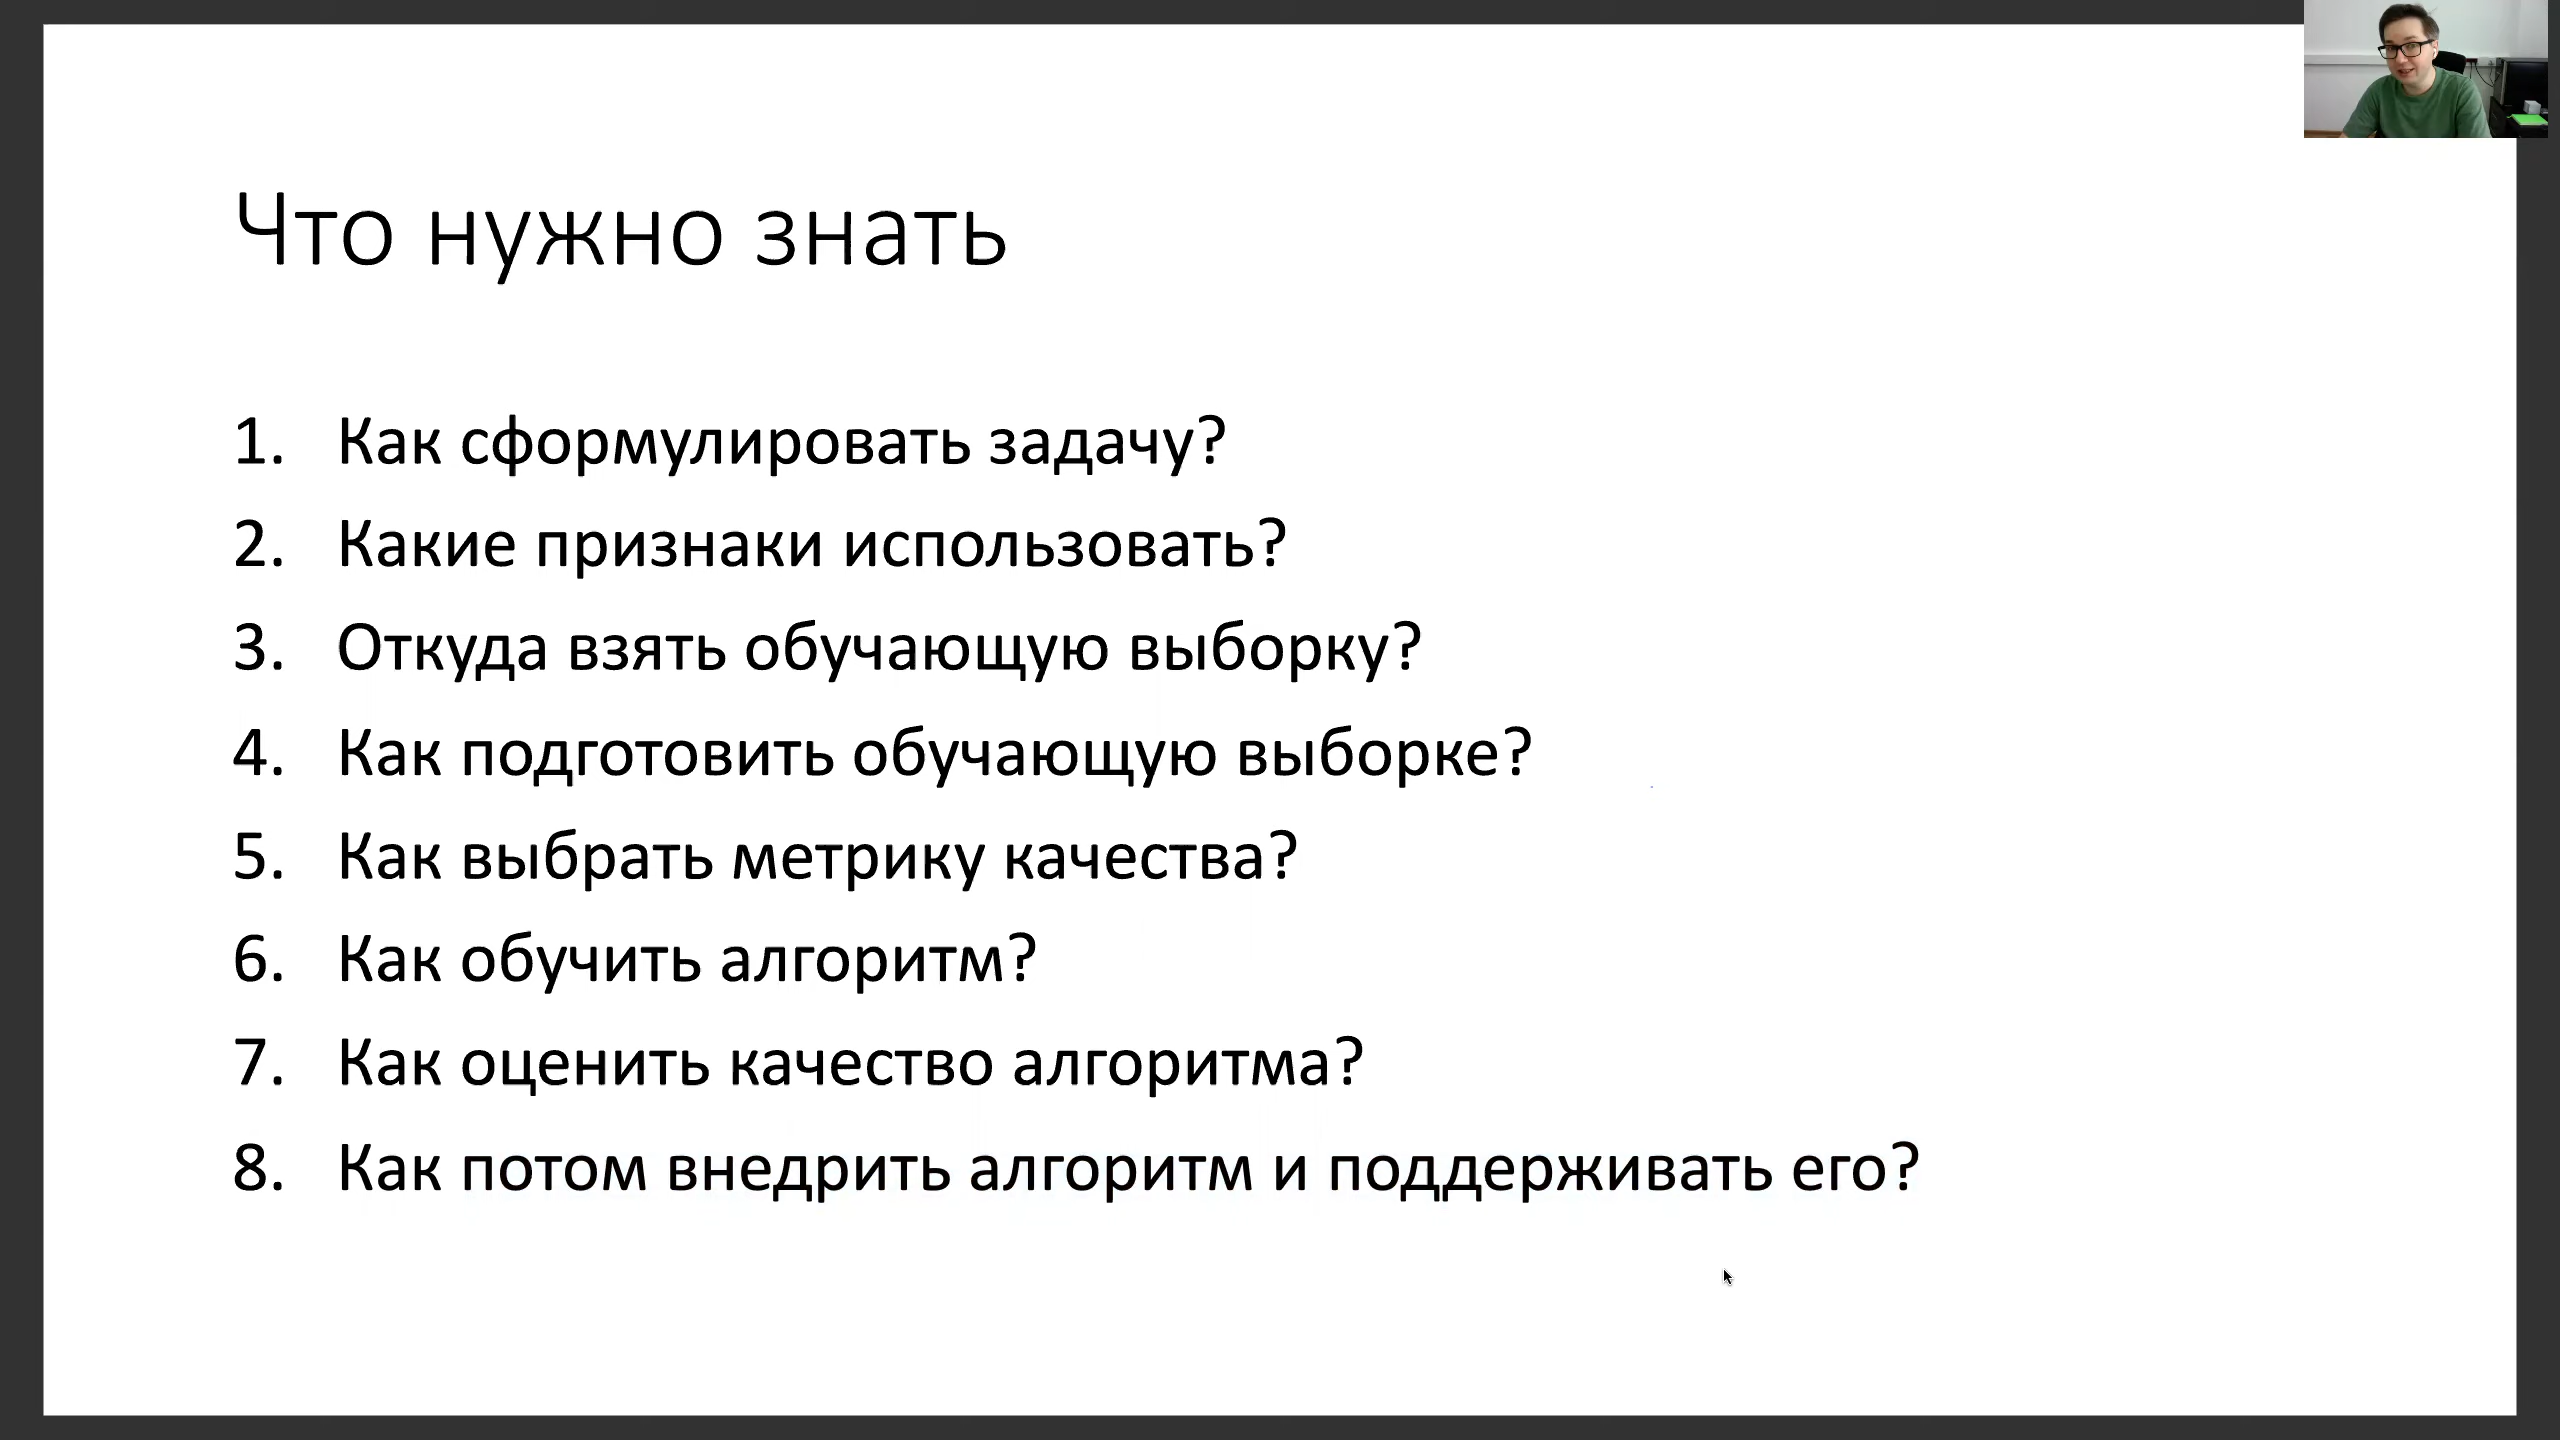 Что нужно знать
1. Как сформулировать задачу?
2. Какие признаки использовать?
3. Откуда взять обучающую выборку?
4. Как подготовить обучающую выборке?
5. Как выбрать метрику качества?
6. Как обучить алгоритм?
7. Как оценить качество алгоритма?
8. Как потом внедрить алгоритм и поддерживать его?